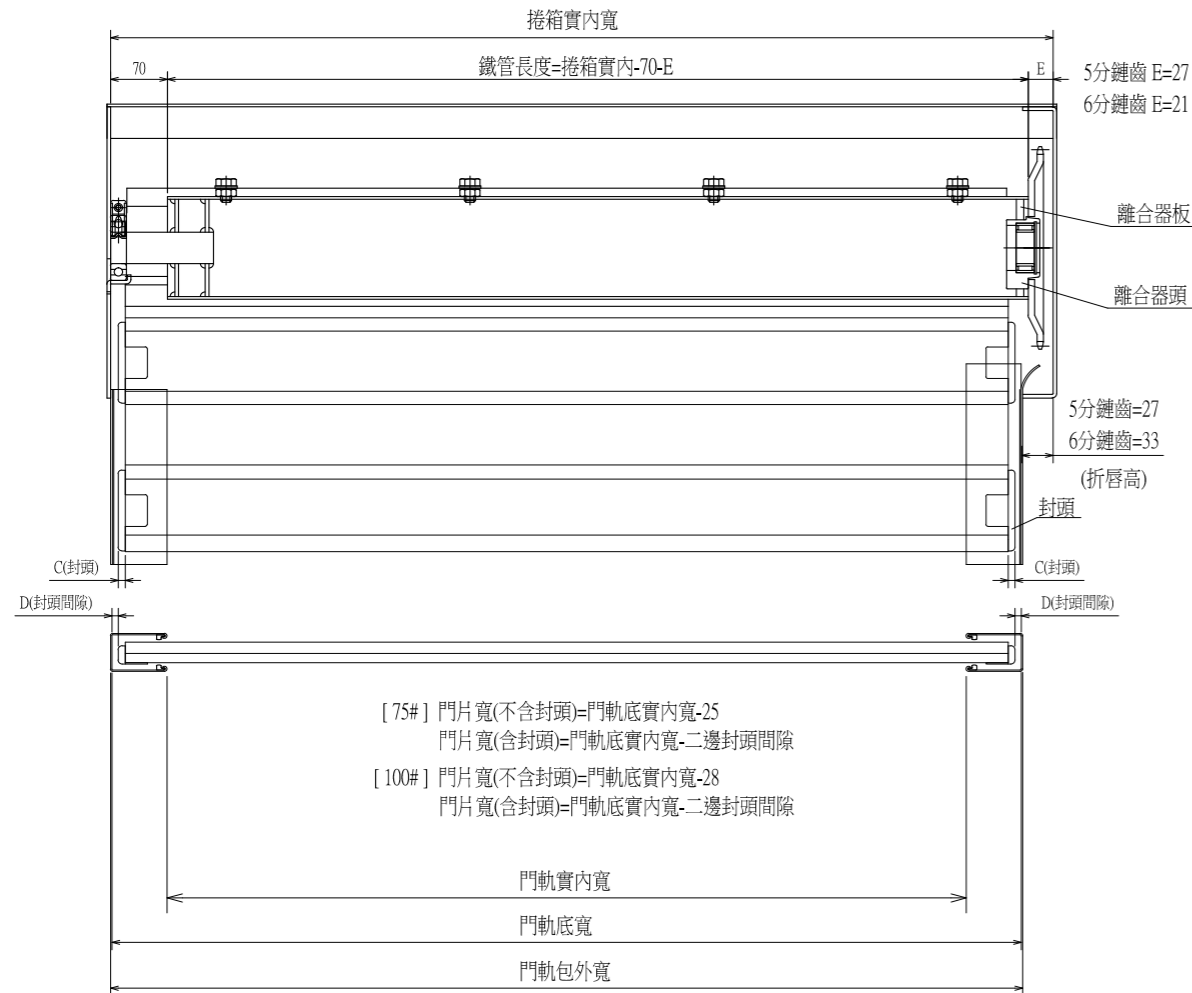 捲箱實內寬
70
鐵管長度=捲箱實內-70-E
E
5分鏈齒 E=27
6分鏈齒 E=21
離合器板
離合器頭
5分鏈齒=27
6分鏈齒=33
(折唇高)
封頭
C(封頭)
C(封頭)
D(封頭間隙)
D(封頭間隙)
[ 75# ] 門片寬(不含封頭)=門軌底實內寬-25
門片寬(含封頭)=門軌底實內寬-二邊封頭間隙
[ 100# ] 門片寬(不含封頭)=門軌底實內寬-28
門片寬(含封頭)=門軌底實內寬-二邊封頭間隙
門軌實內寬
門軌底寬
門軌包外寬